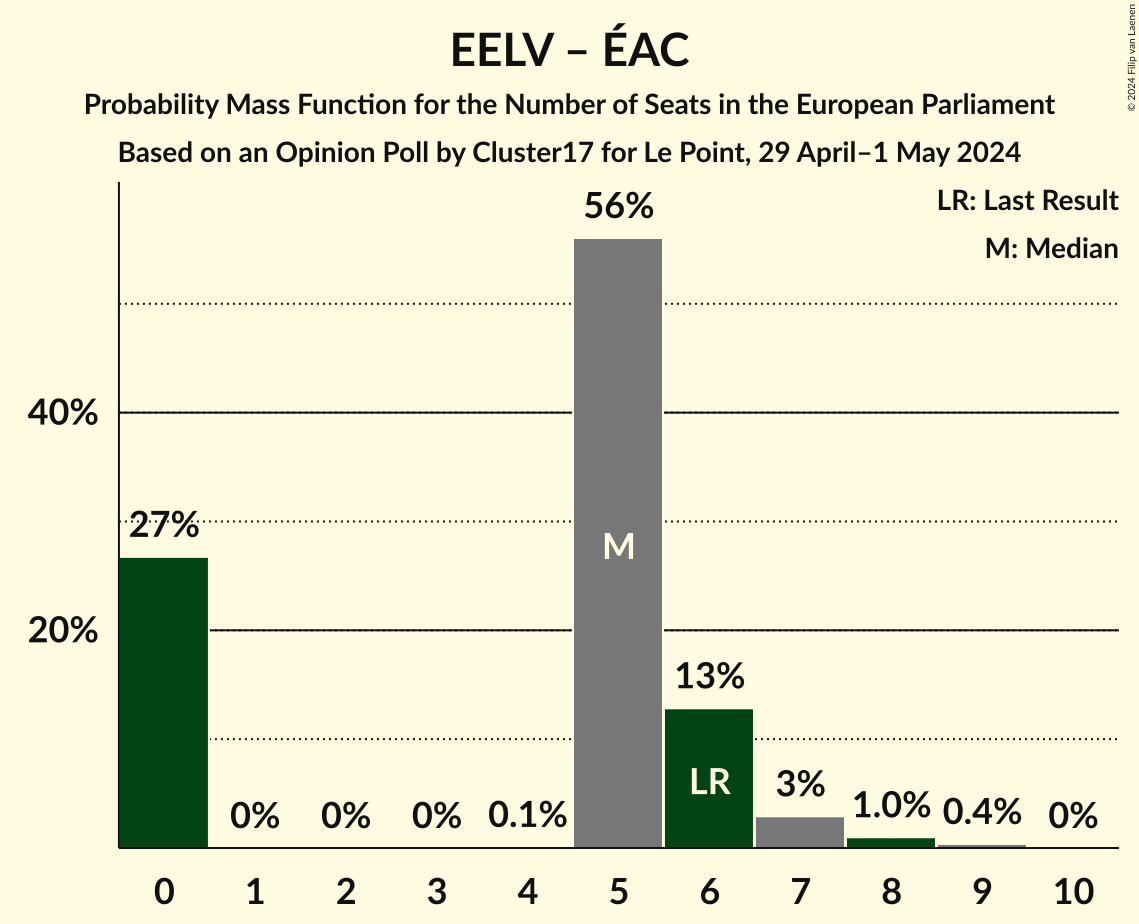 EELV – ÉAC
Probability Mass Function for the Number of Seats in the European Parliament
Based on an Opinion Poll by Cluster17 for Le Point, 29 April–1 May 2024
© 2024 Filip van Laenen
LR: Last Result
M: Median
40%
20%
27%
0%
0%
0%
0.1%
56%
M
13%
LR
3%
1.0%
0.4%
0%
0 1 2 3 4 5 6 7 8 9 10